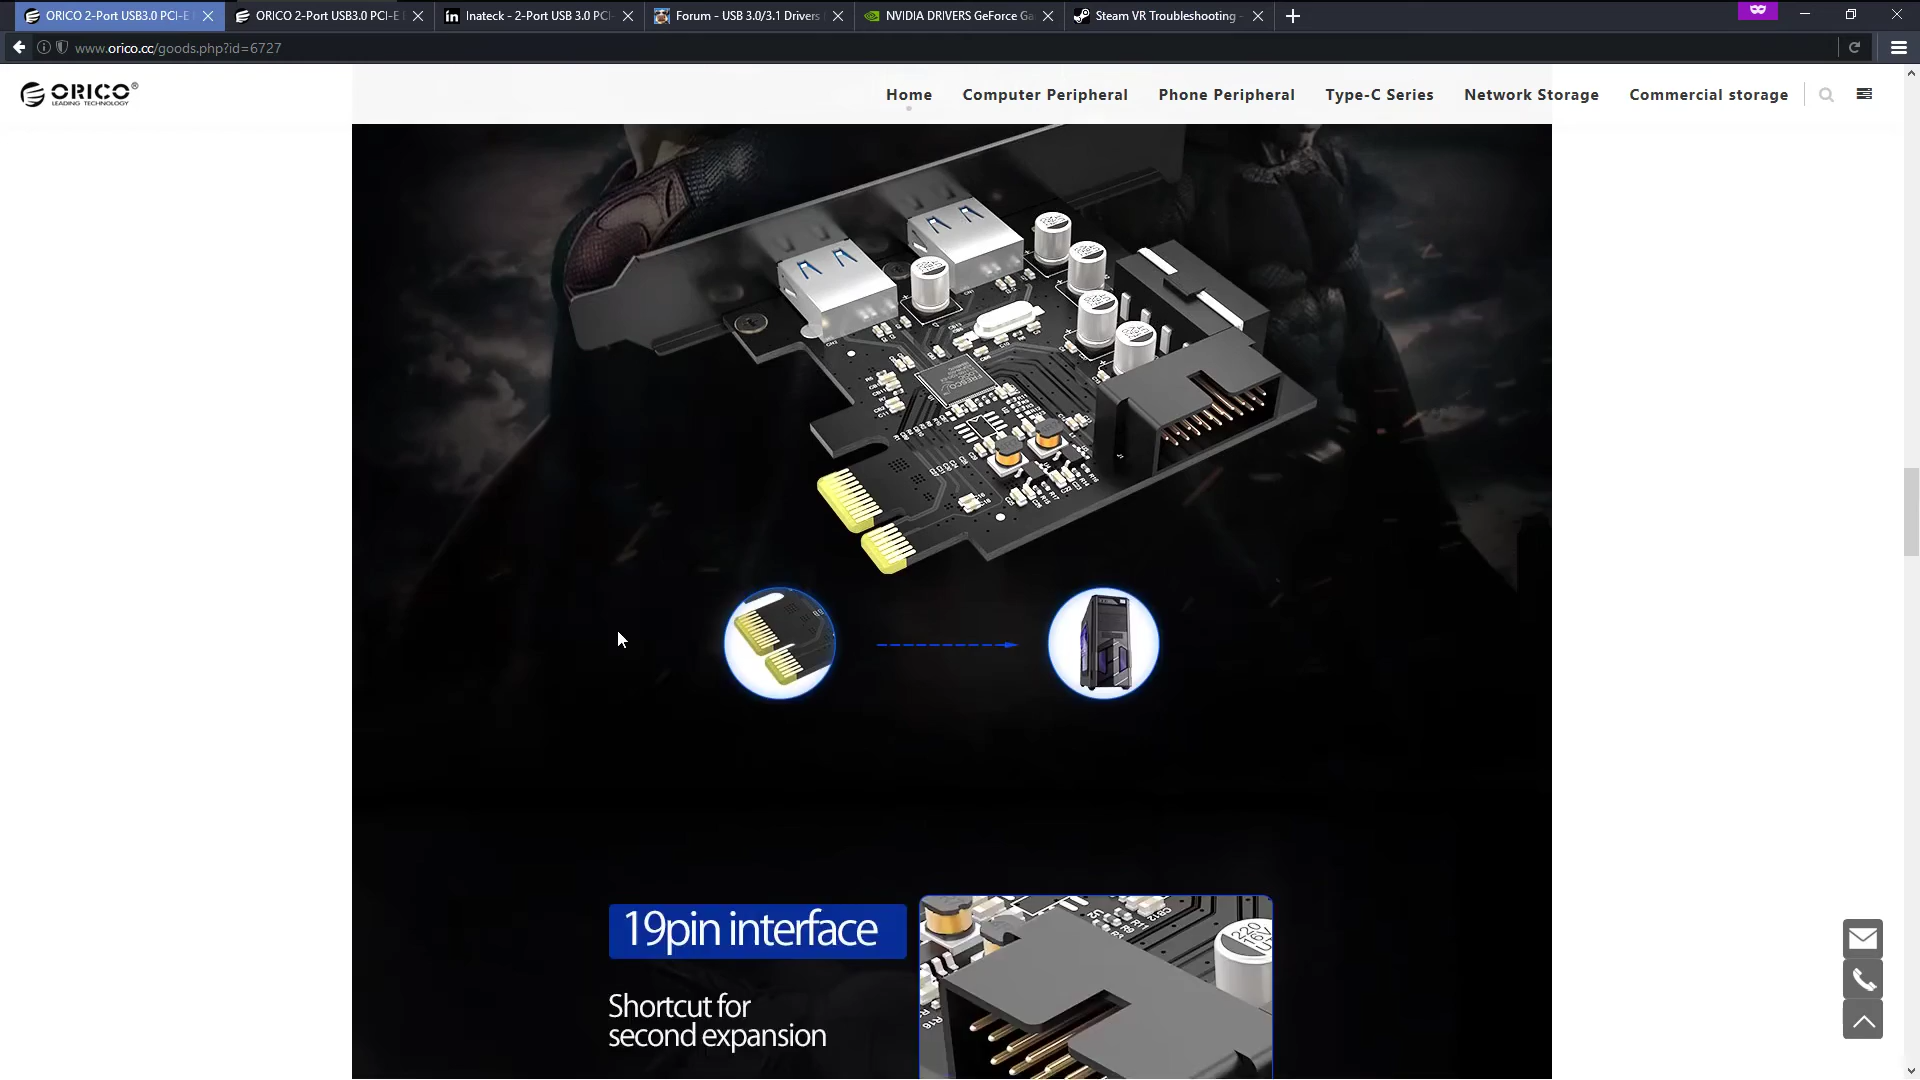 ORICO 2-Port USB3.0 PCI-E
ORICO 2-Port USB3.0 PCI-E
Inateck - 2-Port USB 3.0 PCI-
Forum - USB 3.0/3.1 Drivers
NVIDIA DRIVERS GeForce Ga
Steam VR Troubleshooting -
www.orico.cc/goods.php?id=6727
ORICO®
LEADING TECHNOLOGY
Home
Computer Peripheral
Phone Peripheral
Type-C Series
Network Storage
Commercial storage
FRESCO
19pin interface
Shortcut for
second expansion